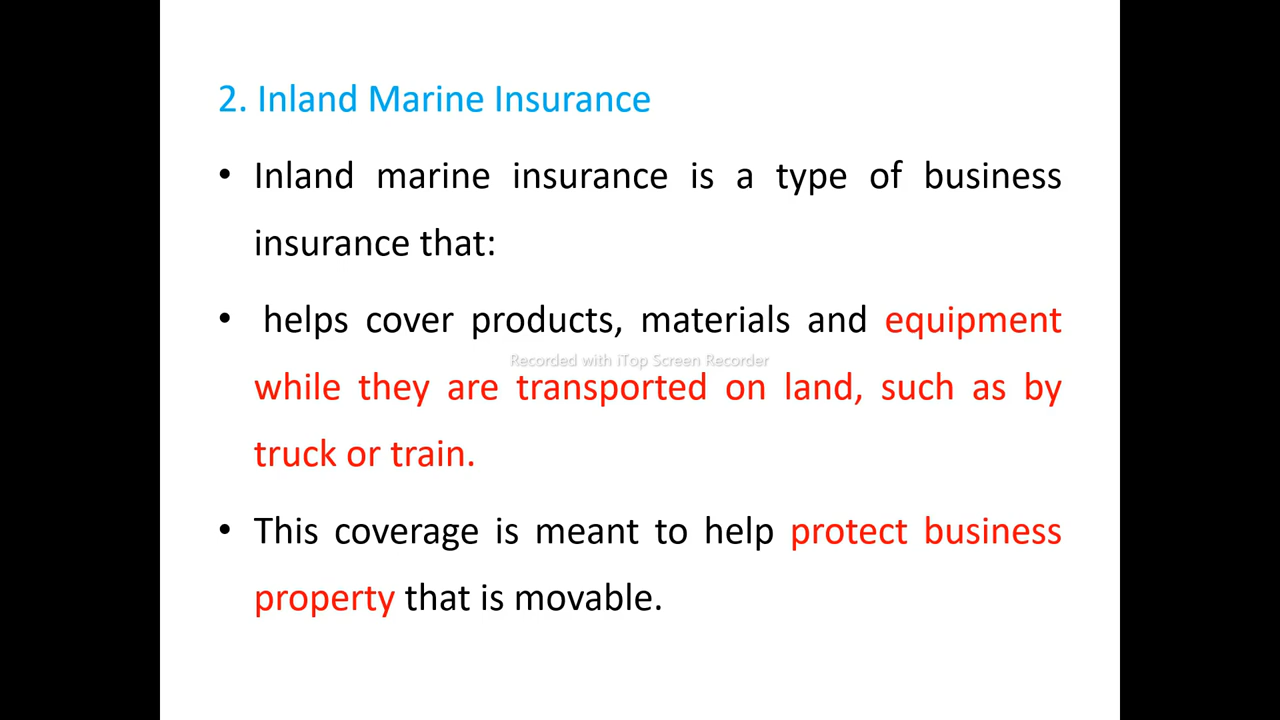 2. Inland Marine Insurance
• Inland marine insurance is a type of business
insurance that:
• helps cover products, materials and equipment
Recorded with iTop Screen Recorder
while they are transported on land, such as by
truck or train.
• This coverage is meant to help protect business
property that is movable.